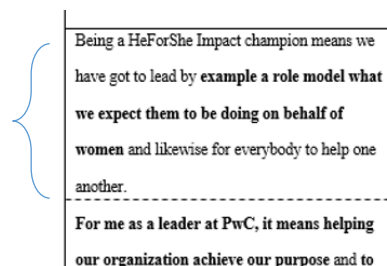 Being a HeForShe Impact champion means we
have got to lead by example a role model what
we expect them to be doing on behalf of
women and likewise for everybody to help one
another.
For me as a leader at PwC, it means helping
our organization achieve our purpose and to